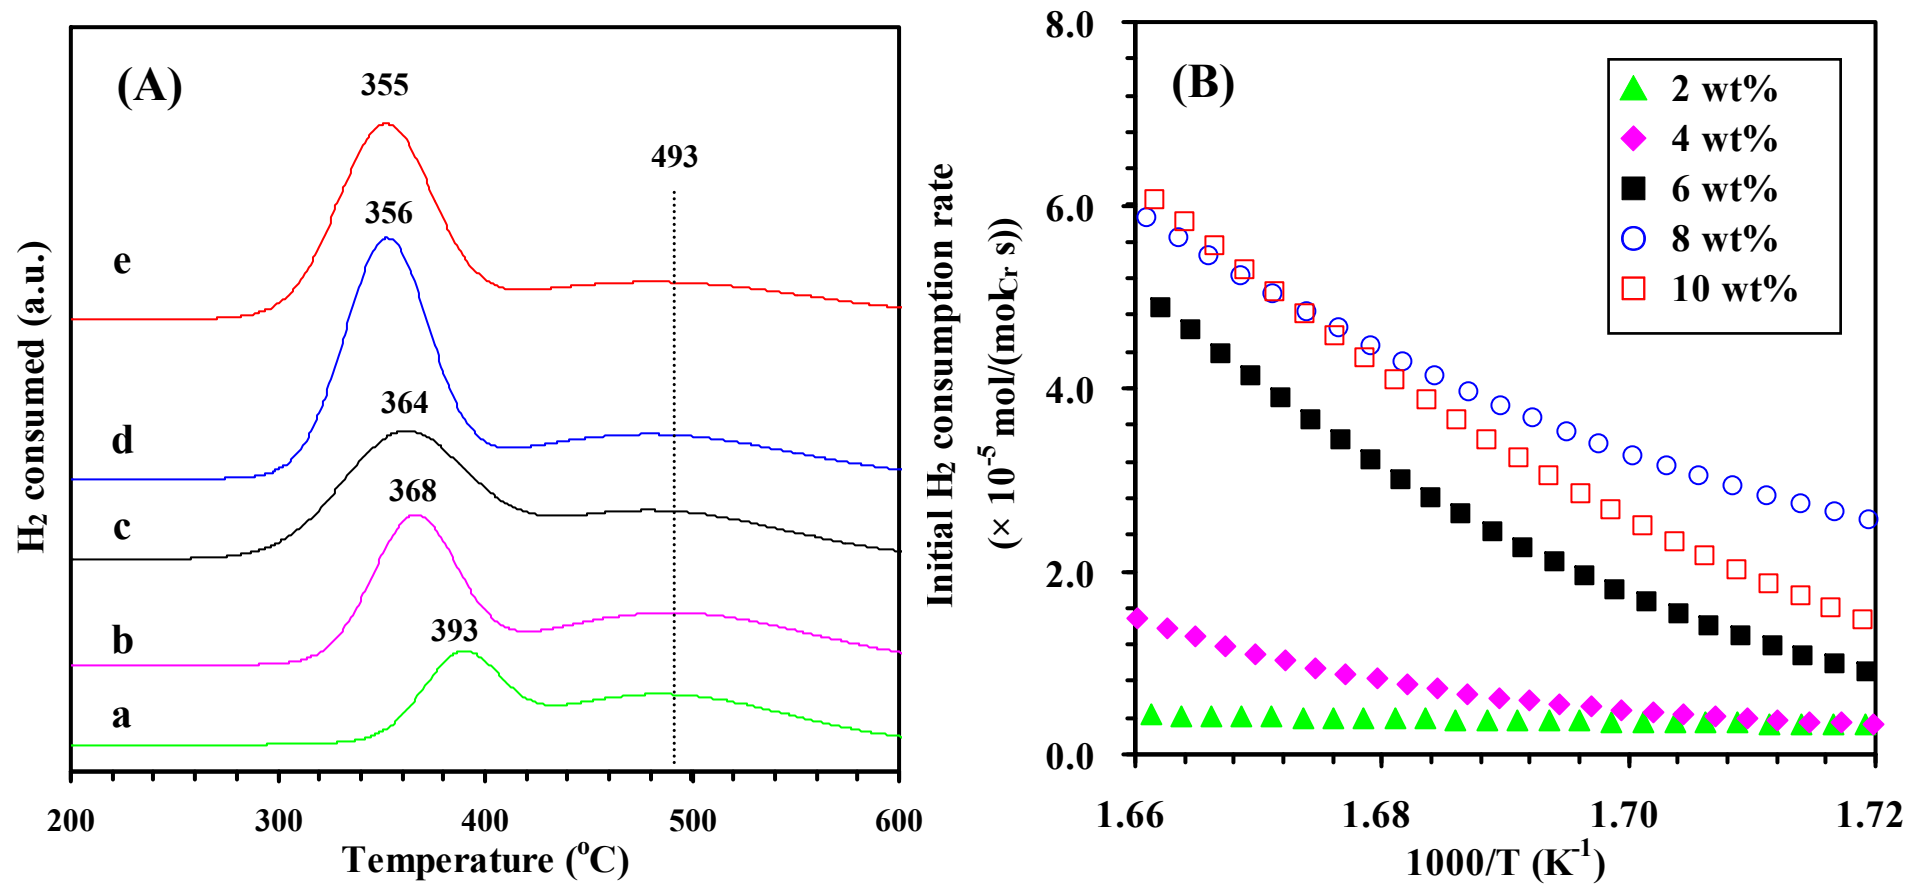 (A)
355
493
356
e
364
d
368
c
393
b
a
H₂ consumed (a.u.)
200 300 400 500 600
Temperature (°C)
(B)
2 wt%
4 wt%
6 wt%
8 wt%
10 wt%
Initial H₂ consumption rate
(× 10⁻⁵ mol/(mol_Cr s))
8.0
6.0
4.0
2.0
0.0
1.66 1.68 1.70 1.72
1000/T (K⁻¹)